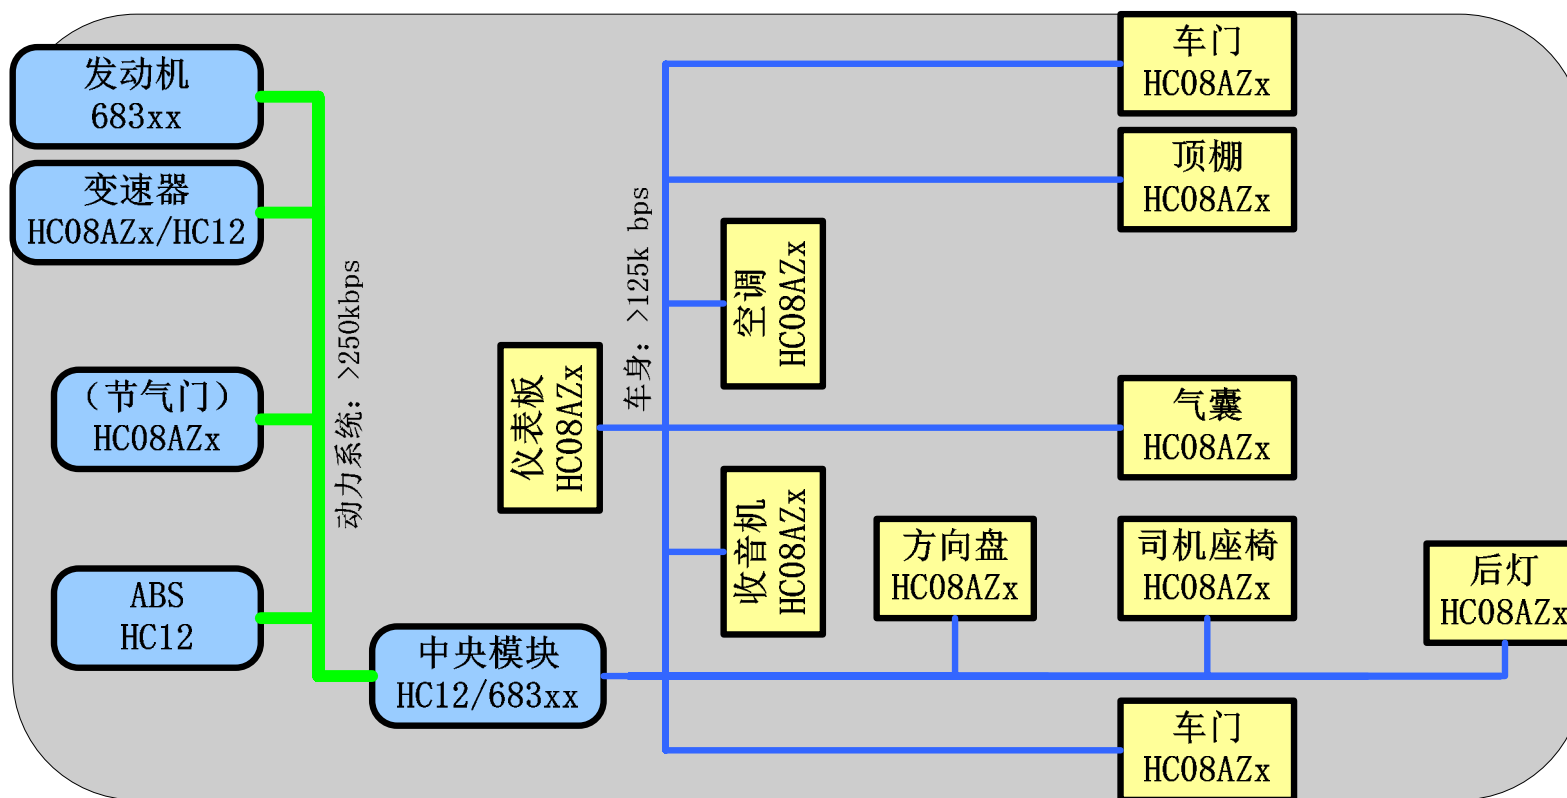 发动机
683xx
变速器
HC08AZx/HC12
（节气门）
HC08AZx
ABS
HC12
动力系统: >250kbps
中央模块
HC12/683xx
仪表板
HC08AZx
车身: >125k bps
空调
HC08AZx
收音机
HC08AZx
车门
HC08AZx
顶棚
HC08AZx
气囊
HC08AZx
方向盘
HC08AZx
司机座椅
HC08AZx
后灯
HC08AZx
车门
HC08AZx